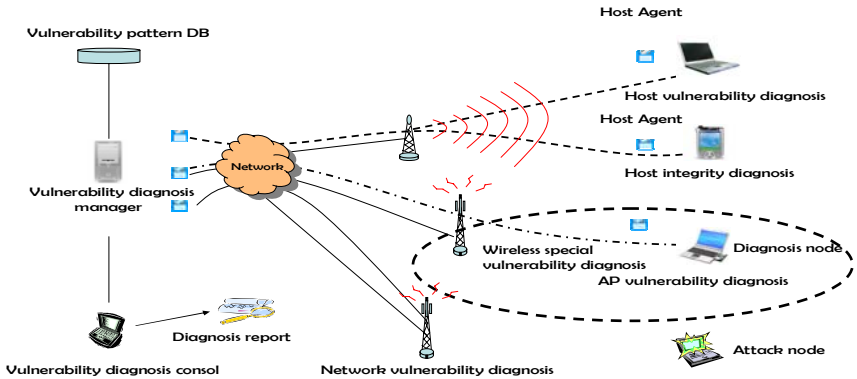 Host Agent
Vulnerability pattern DB
Host vulnerability diagnosis
Host Agent
Network
Host integrity diagnosis
Vulnerability diagnosis
manager
Wireless special
vulnerability diagnosis
Diagnosis node
AP vulnerability diagnosis
Diagnosis report
Attack node
Vulnerability diagnosis consol
Network vulnerability diagnosis